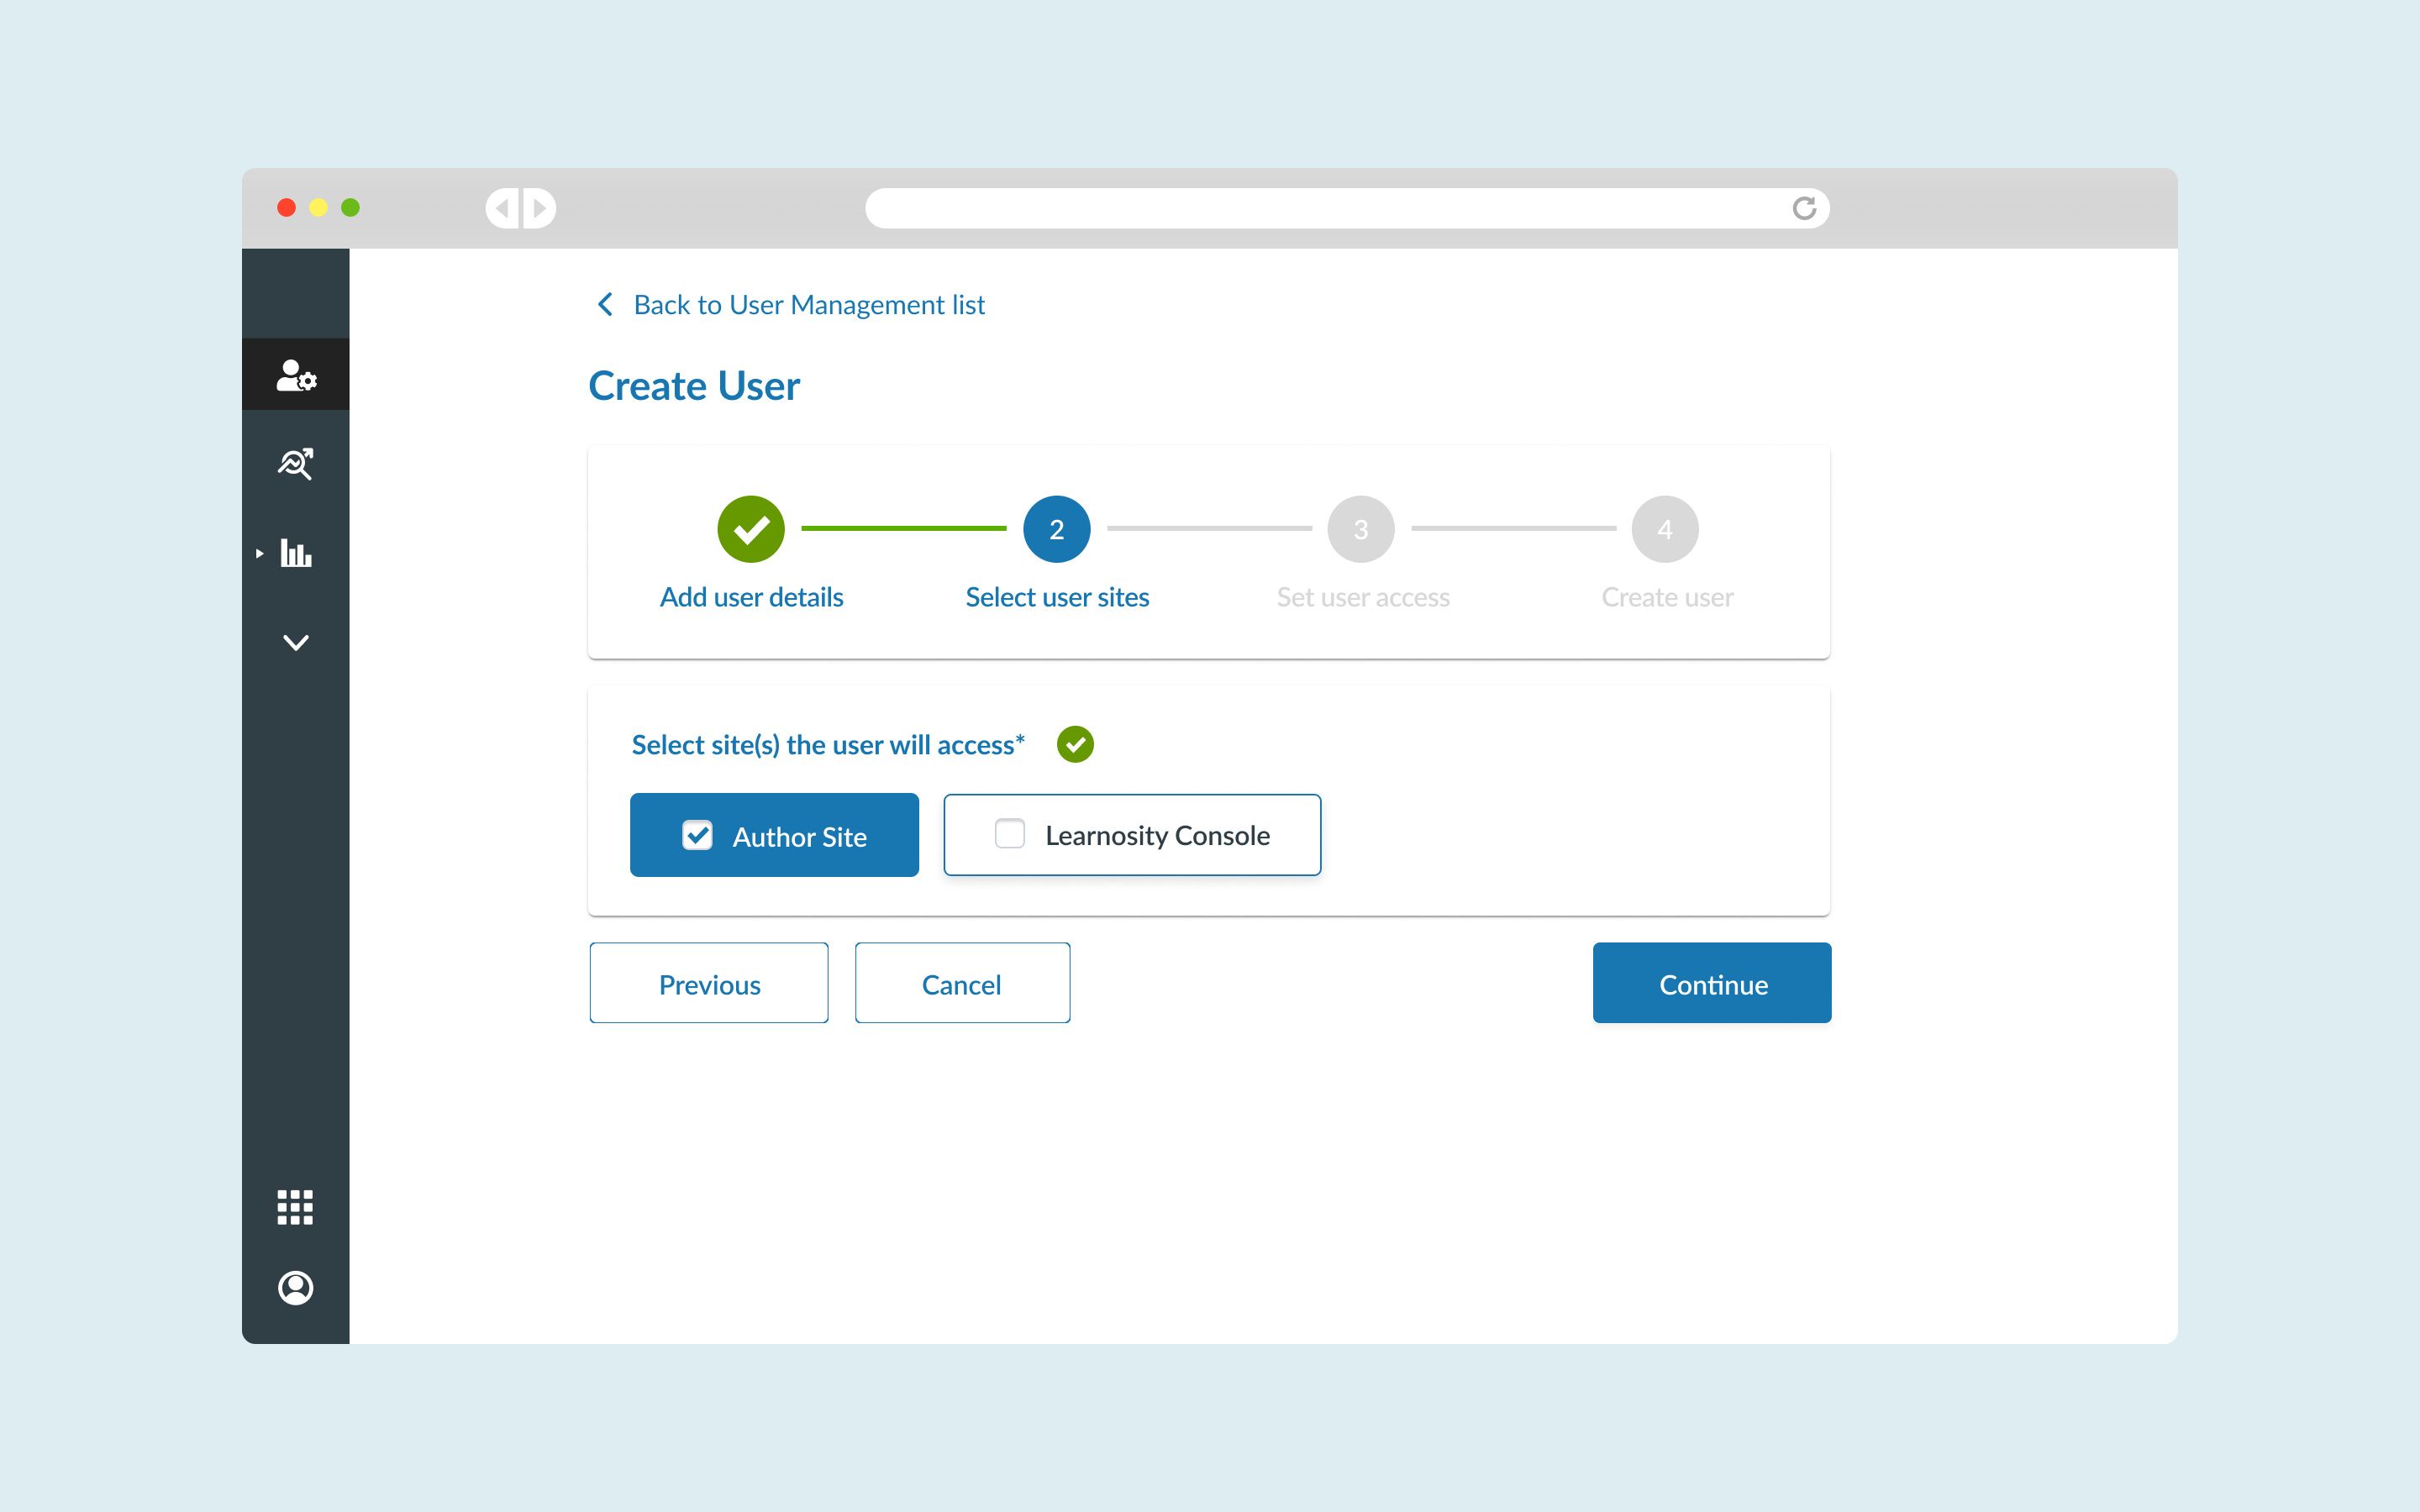 Back to User Management list
Create User
2
3
4
Add user details
Select user sites
Set user access
Create user
Select site(s) the user will access*
Author Site
Learnosity Console
Previous
Cancel
Continue